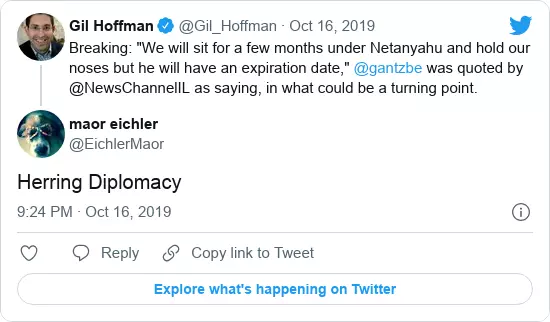 Gil Hoffman @Gil_Hoffman · Oct 16, 2019
Breaking: "We will sit for a few months under Netanyahu and hold our
noses but he will have an expiration date," @gantzbe was quoted by
@NewsChannelIL as saying, in what could be a turning point.
maor eichler
@EichlerMaor
Herring Diplomacy
9:24 PM · Oct 16, 2019
Reply
Copy link to Tweet
Explore what's happening on Twitter